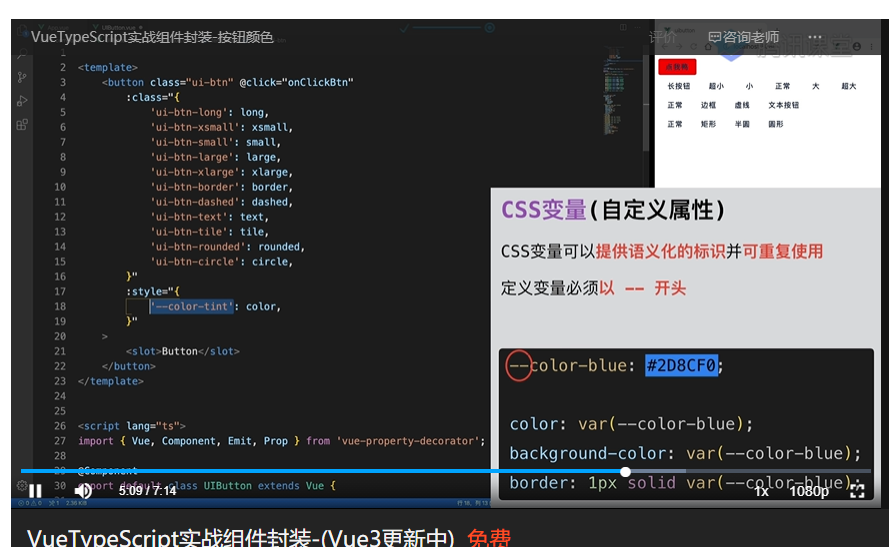 VueTypeScript实战组件封装-按钮颜色
评价
咨询老师
...
1
2 <template>
3 <button class="ui-btn" @click="onClickBtn"
4 :class="{
5 'ui-btn-long': long,
6 'ui-btn-xsmall': xsmall,
7 'ui-btn-small': small,
8 'ui-btn-large': large,
9 'ui-btn-xlarge': xlarge,
10 'ui-btn-border': border,
11 'ui-btn-dashed': dashed,
12 'ui-btn-text': text,
13 'ui-btn-tile': tile,
14 'ui-btn-rounded': rounded,
15 'ui-btn-circle': circle,
16 }"
17 :style="{
18 '--color-tint': color,
19 }"
20 >
21 <slot>Button</slot>
22 </button>
23 </template>
24
25
26 <script lang="ts">
27 import { Vue, Component, Emit, Prop } from 'vue-property-decorator';
28
29 @Component
30 export default class UIButton extends Vue {
长按钮 超小 小 正常 大 超大
正常 边框 虚线 文本按钮
正常 矩形 半圆 圆形
CSS变量(自定义属性)
CSS变量可以提供语义化的标识并可重复使用
定义变量必须以 -- 开头
--color-blue: #2D8CF0;
color: var(--color-blue);
background-color: var(--color-blue);
border: 1px solid var(--color-blue);
5:09 / 7:14
1x
1080p
VueTypeScript实战组件封装-(Vue3更新中) 免费